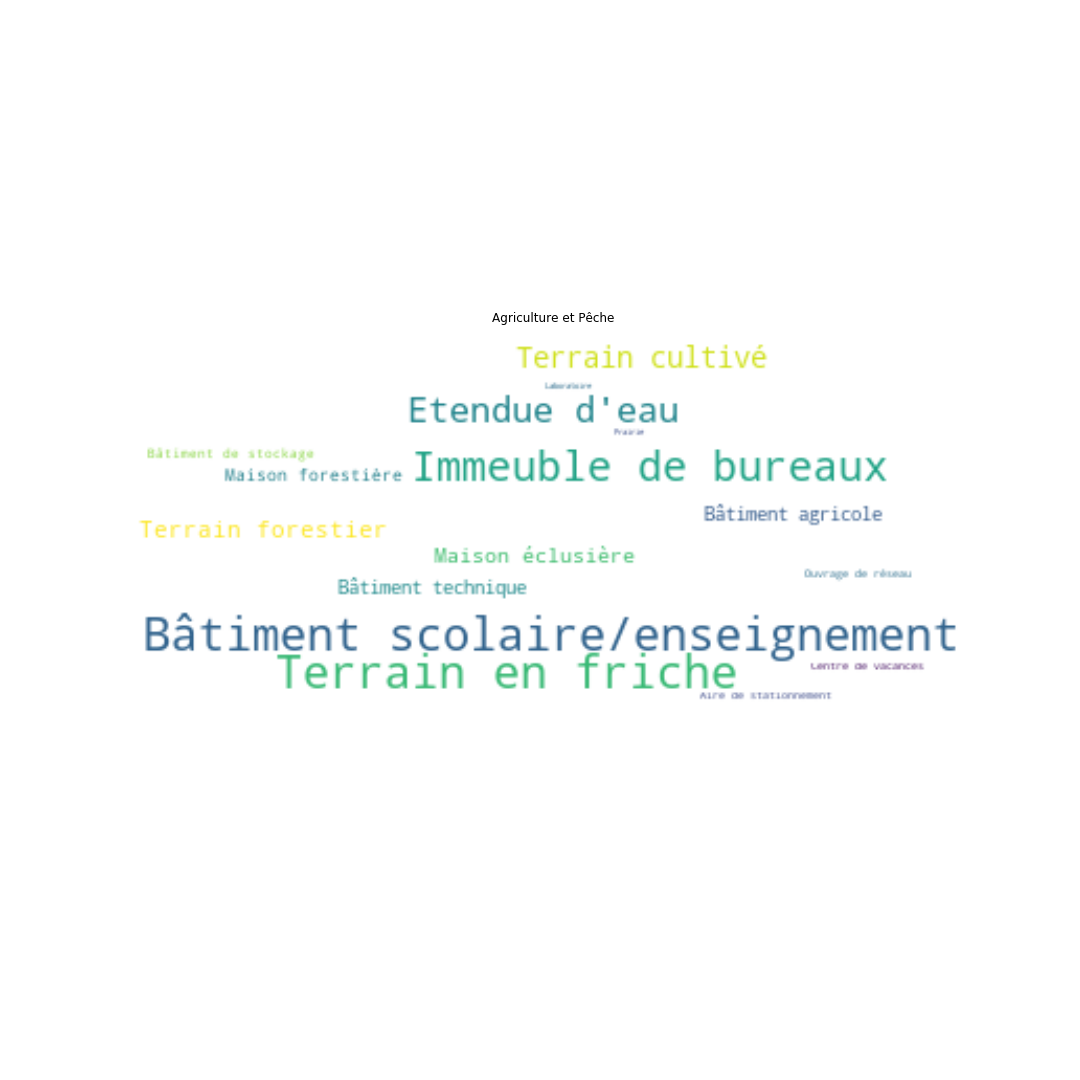 Agriculture et Pêche
Terrain cultivé
Laboratoire
Etendue d'eau
Prairie
Bâtiment de stockage
Immeuble de bureaux
Maison forestière
Bâtiment agricole
Terrain forestier
Maison éclusière
Ouvrage de réseau
Bâtiment technique
Bâtiment scolaire/enseignement
Centre de vacances
Terrain en friche
Aire de stationnement